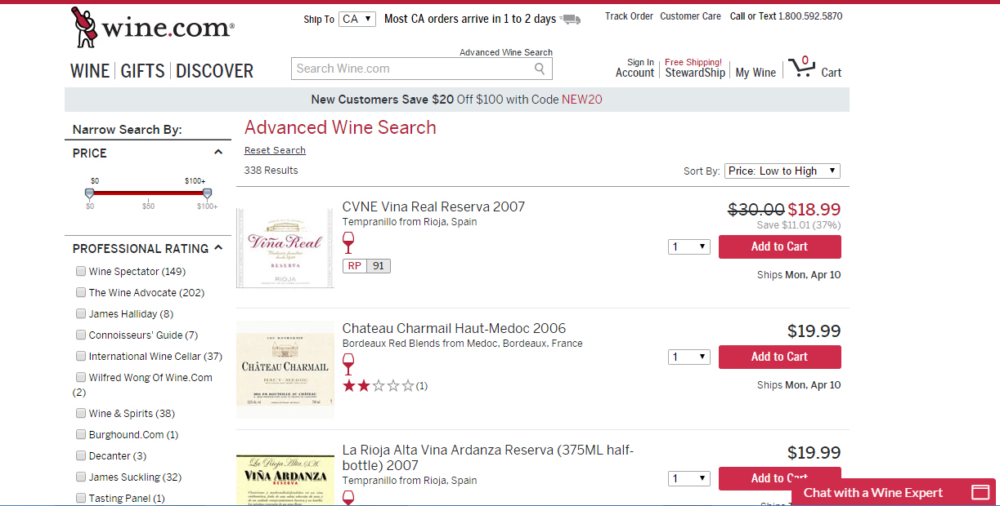 wine.com®
Ship To CA Most CA orders arrive in 1 to 2 days
Track Order Customer Care Call or Text 1.800.592.5870
Advanced Wine Search
WINE GIFTS DISCOVER
Search Wine.com
Sign In
Account
Free Shipping!
StewardShip
My Wine
0
Cart
New Customers Save $20 Off $100 with Code NEW20
Narrow Search By:
PRICE
$0 $100+
$0 $50 $100+
PROFESSIONAL RATING
Wine Spectator (149)
The Wine Advocate (202)
James Halliday (8)
Connoisseurs' Guide (7)
International Wine Cellar (37)
Wilfred Wong Of Wine.Com
(2)
Wine & Spirits (38)
Burghound.Com (1)
Decanter (3)
James Suckling (32)
Tasting Panel (1)
Advanced Wine Search
Reset Search
338 Results
Sort By: Price: Low to High
Viña Real
RESERVA
RIOJA
CVNE Vina Real Reserva 2007
Tempranillo from Rioja, Spain
RP 91
$30.00 $18.99
Save $11.01 (37%)
1 Add to Cart
Ships Mon, Apr 10
CHÂTEAU CHARMAIL
HAUT-MEDOC
MIS EN BOUTEILLE AU CHÂTEAU
Chateau Charmail Haut-Medoc 2006
Bordeaux Red Blends from Medoc, Bordeaux, France
(1)
$19.99
1 Add to Cart
Ships Mon, Apr 10
La Rioja Alta, S.A.
VIÑA ARDANZA
RESERVA
La Rioja Alta Vina Ardanza Reserva (375ML half-
bottle) 2007
Tempranillo from Rioja, Spain
$19.99
1 Add to Cart
Chat with a Wine Expert